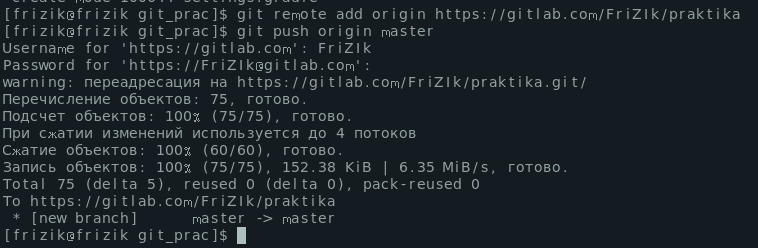 create mode 100644 settings.gradle
[frizik@frizik git_prac]$ git remote add origin https://gitlab.com/FriZIk/praktika
[frizik@frizik git_prac]$ git push origin master
Username for 'https://gitlab.com': FriZIk
Password for 'https://FriZIk@gitlab.com':
warning: переадресация на https://gitlab.com/FriZIk/praktika.git/
Перечисление объектов: 75, готово.
Подсчет объектов: 100% (75/75), готово.
При сжатии изменений используется до 4 потоков
Сжатие объектов: 100% (60/60), готово.
Запись объектов: 100% (75/75), 152.38 KiB | 6.35 MiB/s, готово.
Total 75 (delta 5), reused 0 (delta 0), pack-reused 0
To https://gitlab.com/FriZIk/praktika
 * [new branch]      master -> master
[frizik@frizik git_prac]$